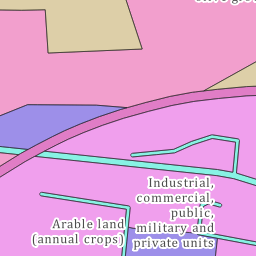 Industrial,
commercial,
public,
military and
private units
Arable land
(annual crops)